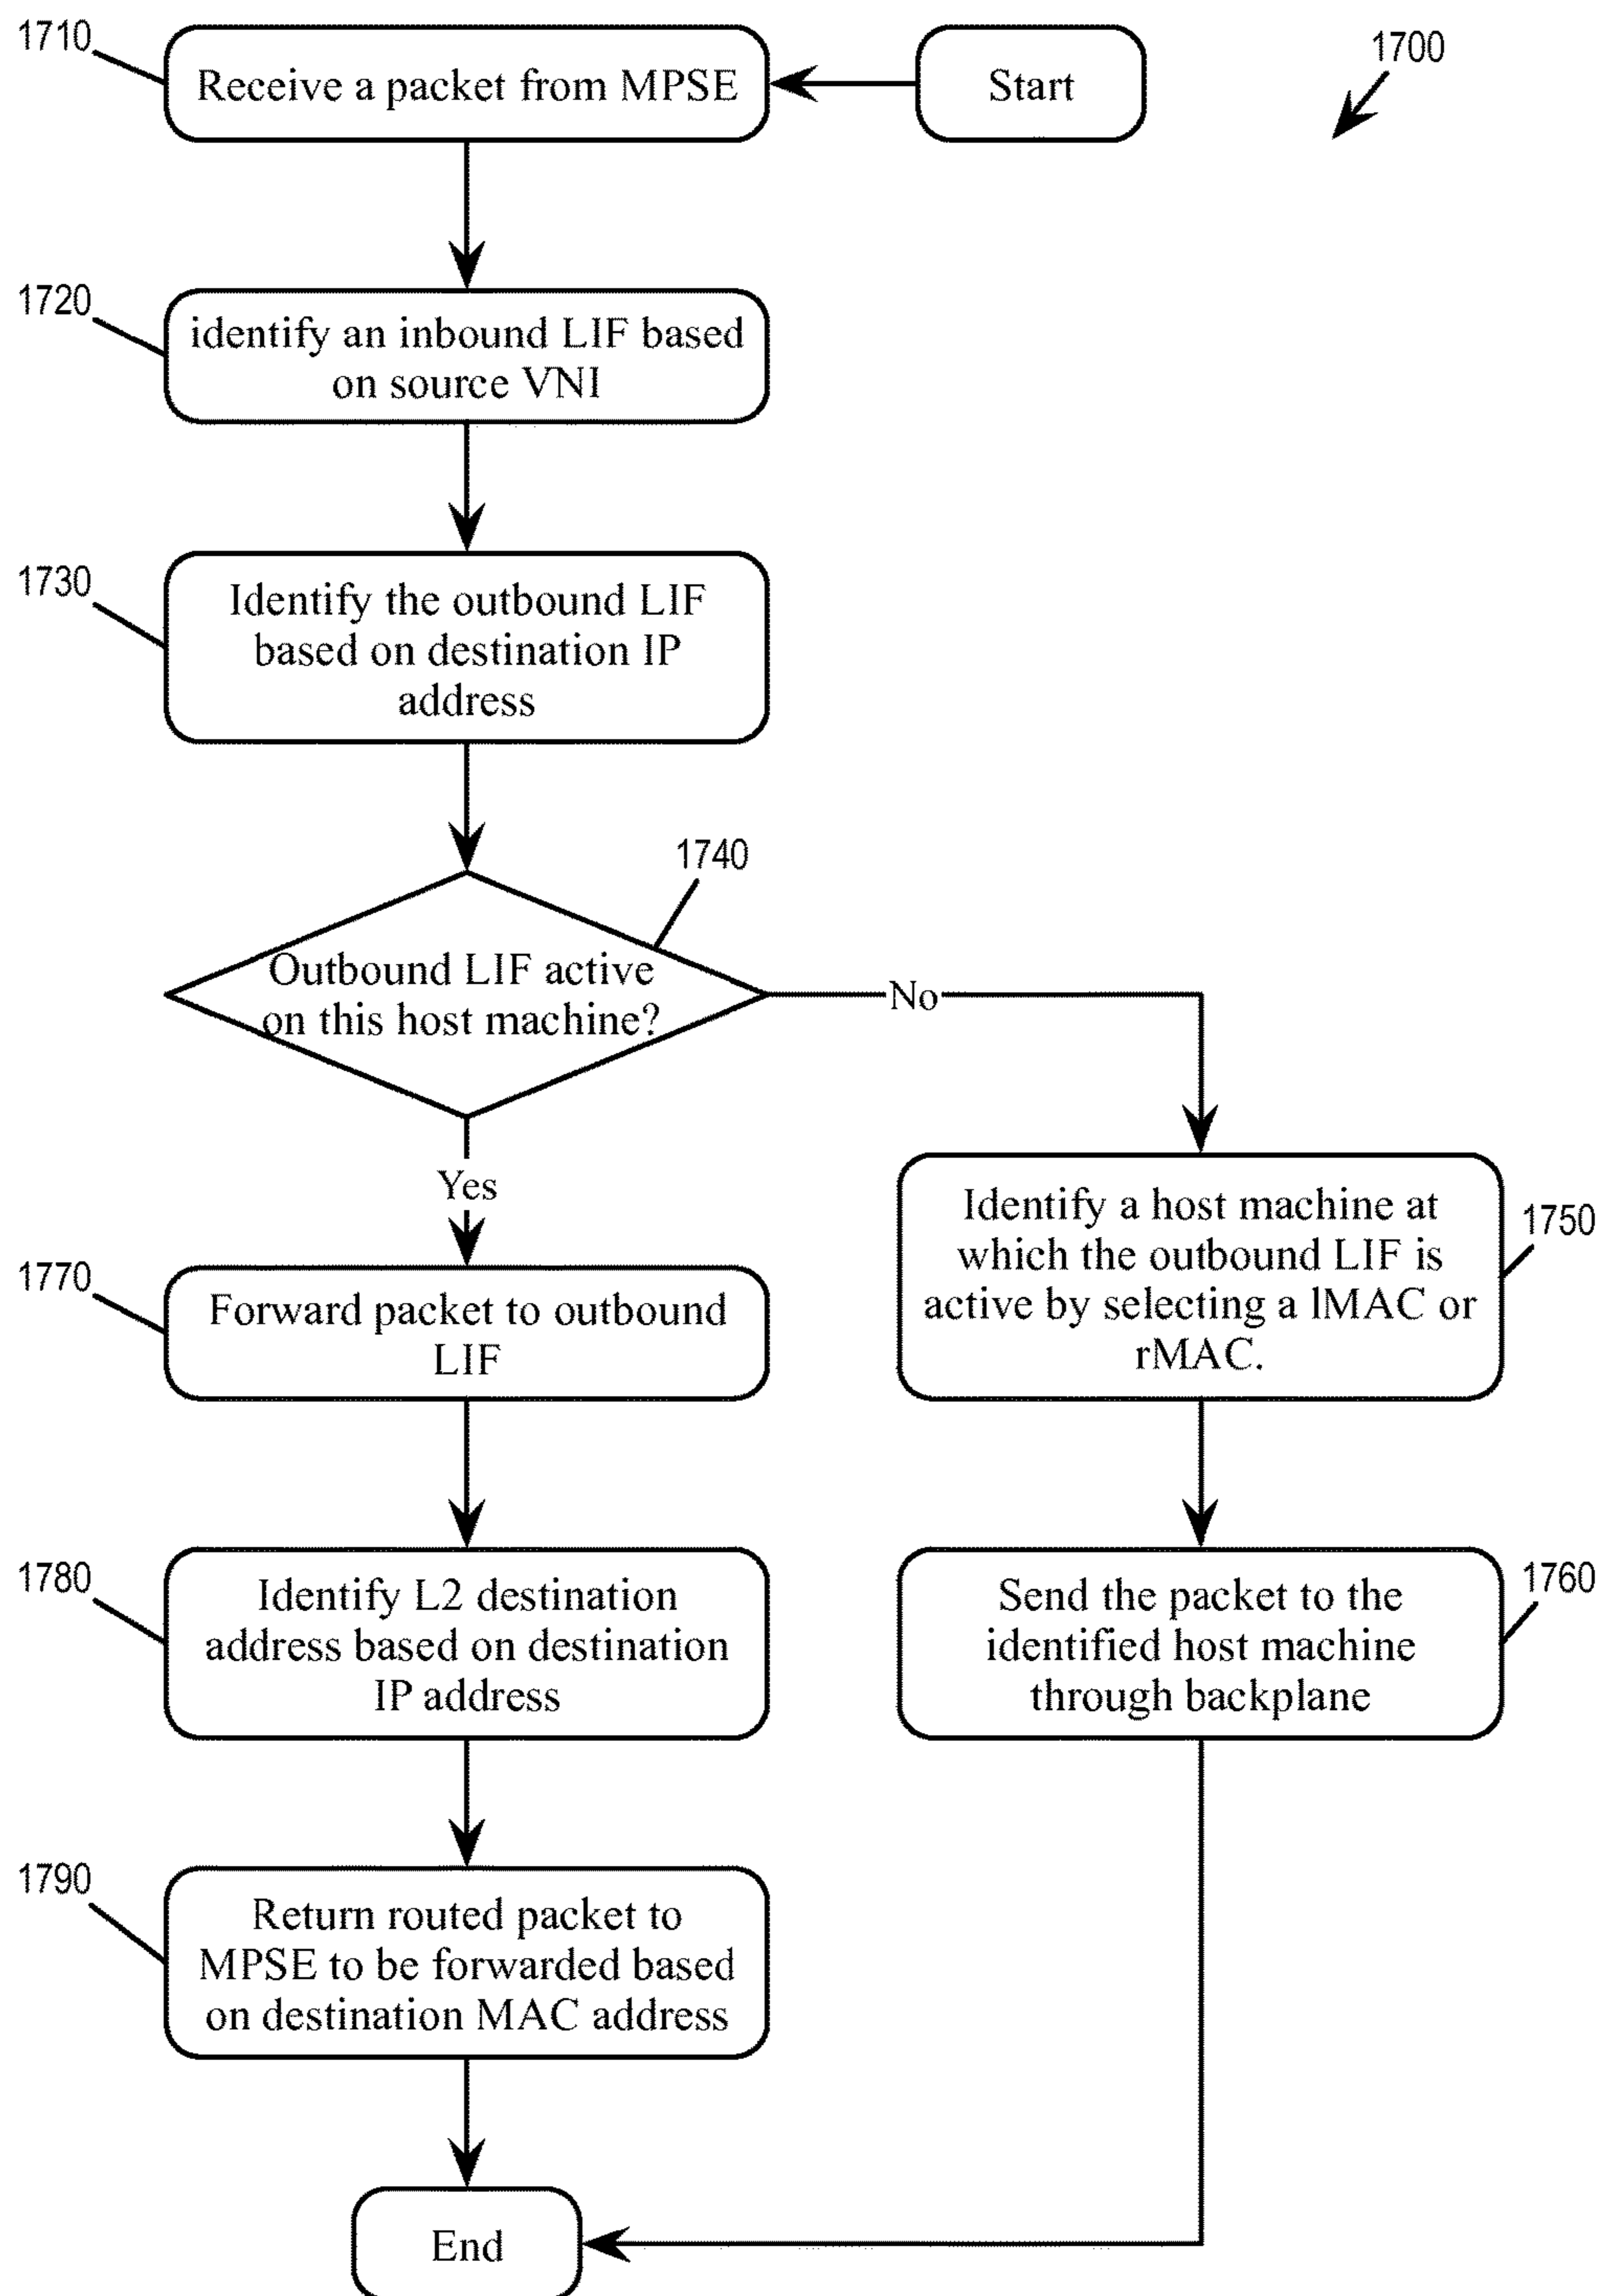 1710
Receive a packet from MPSE
Start
1700
1720
identify an inbound LIF based
on source VNI
1730
Identify the outbound LIF
based on destination IP
address
1740
Outbound LIF active
on this host machine?
No
Yes
1750
Identify a host machine at
which the outbound LIF is
active by selecting a lMAC or
rMAC.
1770
Forward packet to outbound
LIF
1780
Identify L2 destination
address based on destination
IP address
1760
Send the packet to the
identified host machine
through backplane
1790
Return routed packet to
MPSE to be forwarded based
on destination MAC address
End